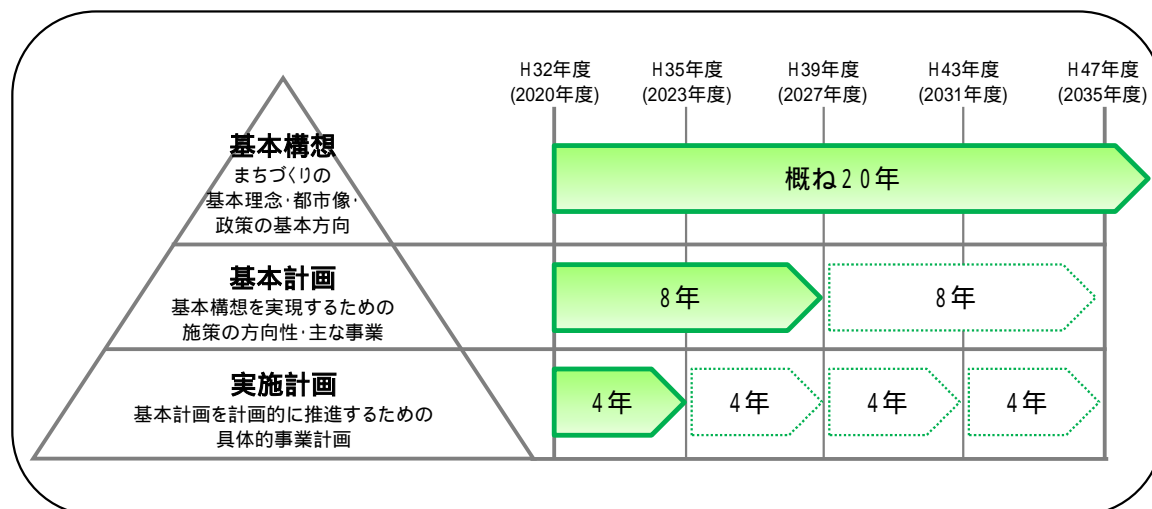 H32年度 H35年度 H39年度 H43年度 H47年度
(2020年度) (2023年度) (2027年度) (2031年度) (2035年度)
基本構想
まちづくりの
基本理念･都市像･
政策の基本方向
概ね20年
基本計画
基本構想を実現するための
施策の方向性･主な事業
8年 8年
実施計画
基本計画を計画的に推進するための
具体的事業計画
4年 4年 4年 4年